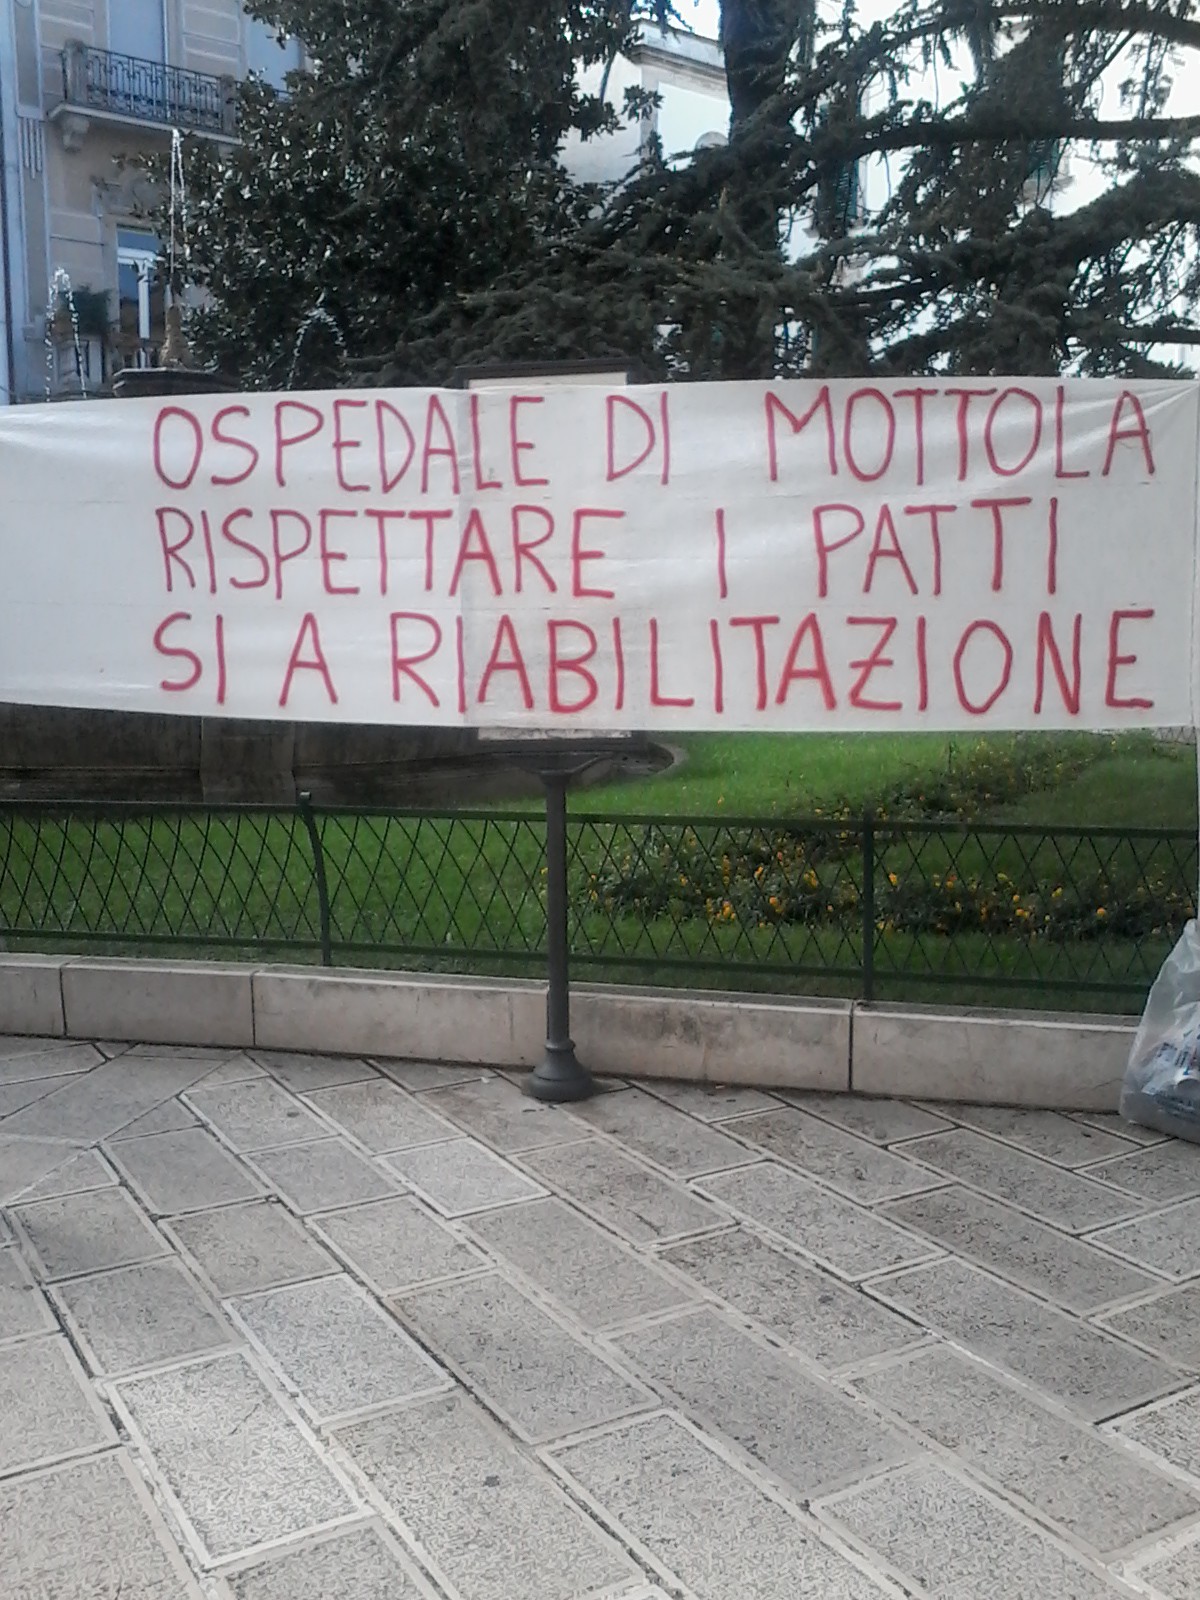 OSPEDALE DI MOTTOLA
RISPETTARE I PATTI
SI A RIABILITAZIONE